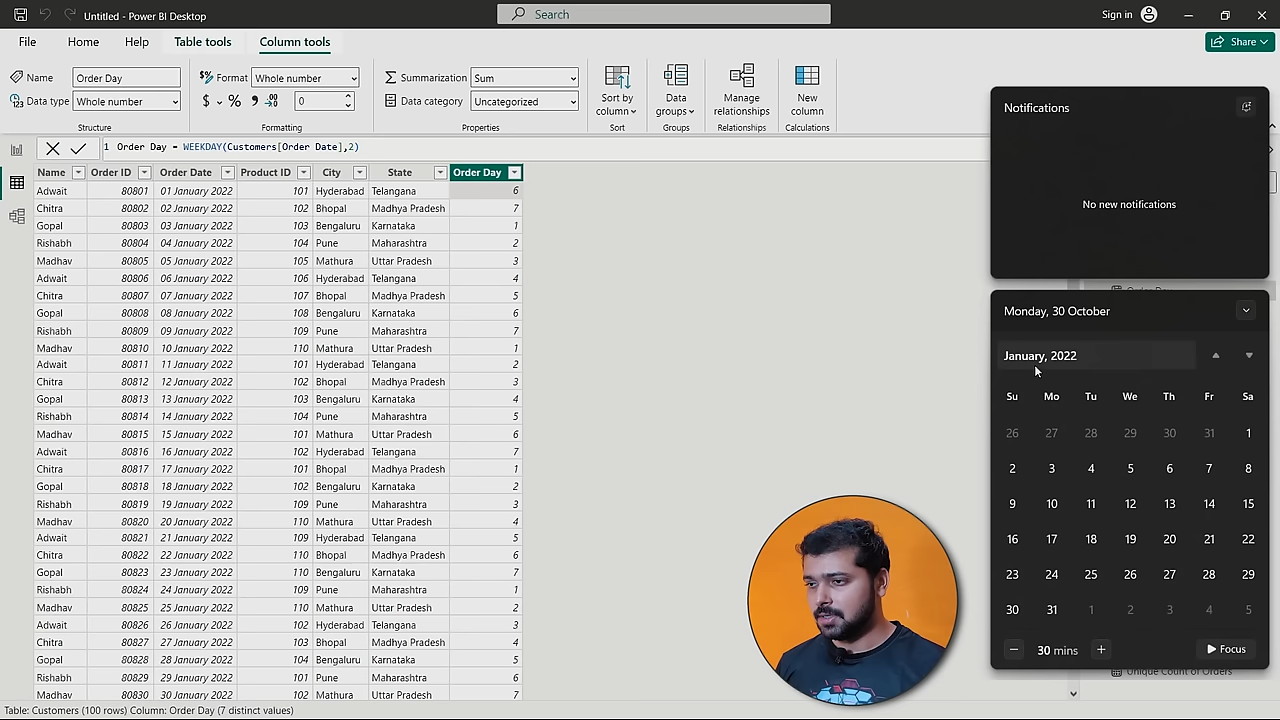 Untitled - Power BI Desktop
Search
Sign in
File Home Help Table tools Column tools
Share
Name Order Day
Format Whole number
Summarization Sum
Data type Whole number
$ % 0
Data category Uncategorized
Sort by column
Data groups
Manage relationships
New column
Structure Formatting Properties Sort Groups Relationships Calculations
1 Order Day = WEEKDAY(Customers[Order Date],2)
Name Order ID Order Date Product ID City State Order Day
Adwait 80801 01 January 2022 101 Hyderabad Telangana 6
Chitra 80802 02 January 2022 102 Bhopal Madhya Pradesh 7
Gopal 80803 03 January 2022 103 Bengaluru Karnataka 1
Rishabh 80804 04 January 2022 104 Pune Maharashtra 2
Madhav 80805 05 January 2022 105 Mathura Uttar Pradesh 3
Adwait 80806 06 January 2022 106 Hyderabad Telangana 4
Chitra 80807 07 January 2022 107 Bhopal Madhya Pradesh 5
Gopal 80808 08 January 2022 108 Bengaluru Karnataka 6
Rishabh 80809 09 January 2022 109 Pune Maharashtra 7
Madhav 80810 10 January 2022 110 Mathura Uttar Pradesh 1
Adwait 80811 11 January 2022 101 Hyderabad Telangana 2
Chitra 80812 12 January 2022 102 Bhopal Madhya Pradesh 3
Gopal 80813 13 January 2022 103 Bengaluru Karnataka 4
Rishabh 80814 14 January 2022 104 Pune Maharashtra 5
Madhav 80815 15 January 2022 101 Mathura Uttar Pradesh 6
Adwait 80816 16 January 2022 102 Hyderabad Telangana 7
Chitra 80817 17 January 2022 101 Bhopal Madhya Pradesh 1
Gopal 80818 18 January 2022 102 Bengaluru Karnataka 2
Rishabh 80819 19 January 2022 109 Pune Maharashtra 3
Madhav 80820 20 January 2022 110 Mathura Uttar Pradesh 4
Adwait 80821 21 January 2022 109 Hyderabad Telangana 5
Chitra 80822 22 January 2022 110 Bhopal Madhya Pradesh 6
Gopal 80823 23 January 2022 110 Bengaluru Karnataka 7
Rishabh 80824 24 January 2022 109 Pune Maharashtra 1
Madhav 80825 25 January 2022 110 Mathura Uttar Pradesh 2
Adwait 80826 26 January 2022 102 Hyderabad Telangana 3
Chitra 80827 27 January 2022 103 Bhopal Madhya Pradesh 4
Gopal 80828 28 January 2022 104 Bengaluru Karnataka 5
Rishabh 80829 29 January 2022 101 Pune Maharashtra 6
Madhav 80830 30 January 2022 102 Mathura Uttar Pradesh 7
Table: Customers (100 rows) Column: Order Day (7 distinct values)
Notifications
No new notifications
Monday, 30 October
January, 2022
Su Mo Tu We Th Fr Sa
26 27 28 29 30 31 1
2 3 4 5 6 7 8
9 10 11 12 13 14 15
16 17 18 19 20 21 22
23 24 25 26 27 28 29
30 31 1 2 3 4 5
30 mins
Focus
Unique Count of Orders